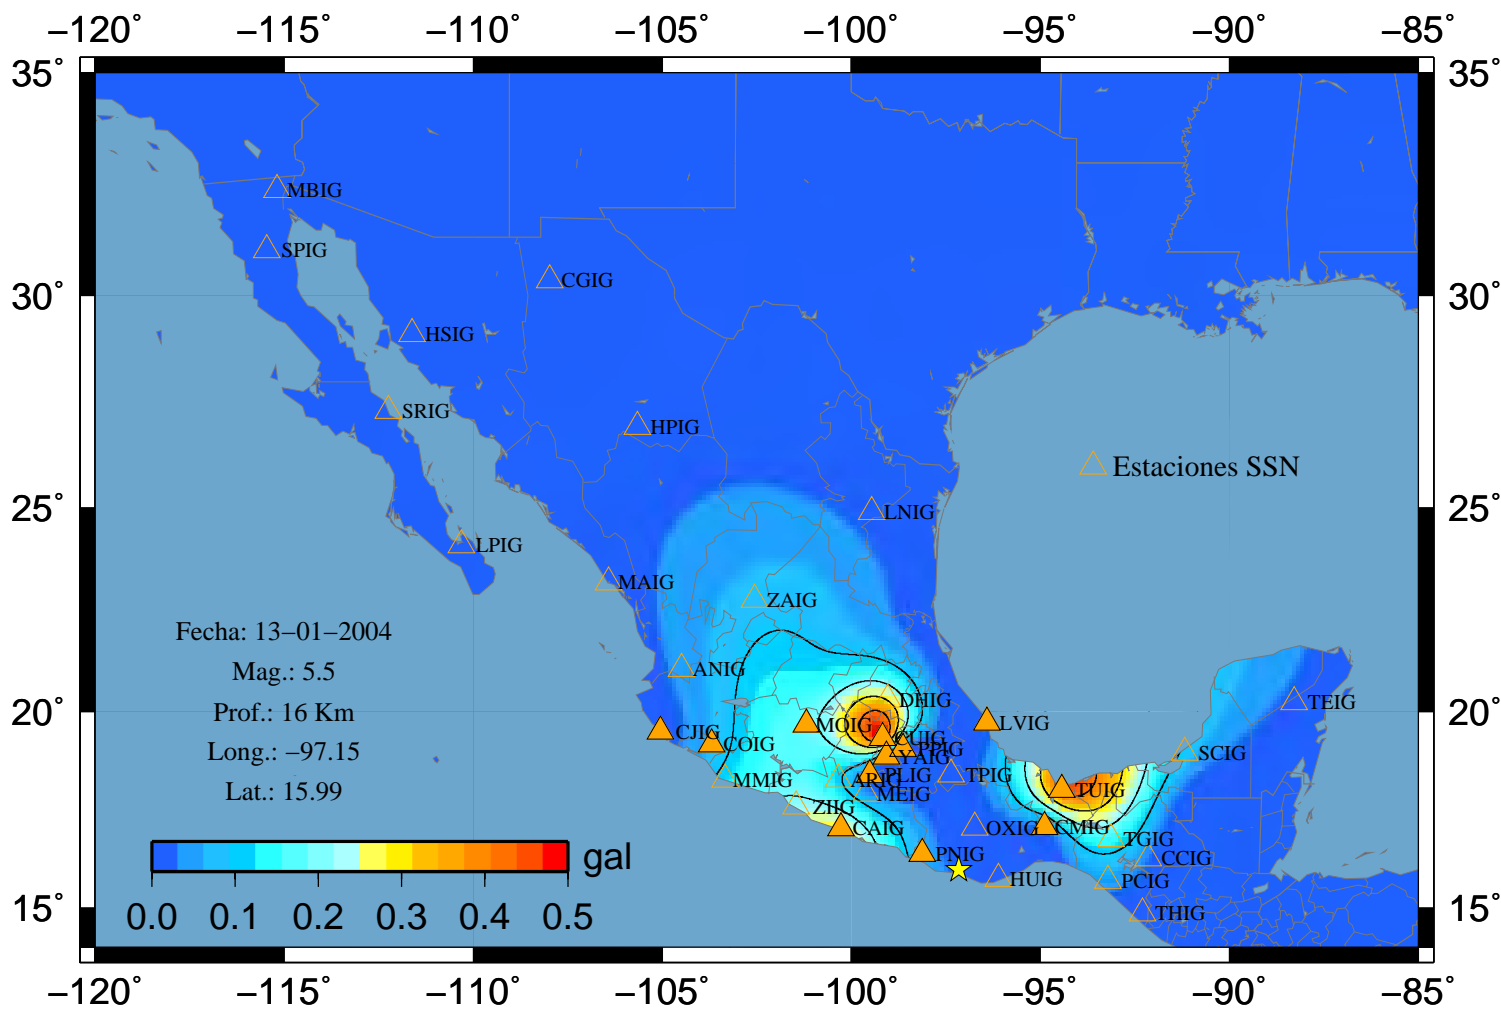 −120˚ −115˚ −110˚ −105˚ −100˚ −95˚ −90˚ −85˚
35˚ 35˚
MBIG
SPIG
CGIG
30˚ 30˚
HSIG
SRIG
HPIG
Estaciones SSN
25˚ LNIG 25˚
LPIG
MAIG
ZAIG
Fecha: 13−01−2004
Mag.: 5.5
ANIG
DHIG
TEIG
Prof.: 16 Km
20˚ 20˚
MOIG
LVIG
CJIG
CUIG
COIG
PPIG
Long.: −97.15
YAIG
SCIG
PLIG
TPIG
MMIG
ARIG
Lat.: 15.99
MEIG
TUIG
ZIIG
CAIG
OXIG
CMIG
TGIG
PNIG
gal
CCIG
HUIG
PCIG
15˚ 15˚
THIG
0.0 0.1 0.2 0.3 0.4 0.5
−120˚ −115˚ −110˚ −105˚ −100˚ −95˚ −90˚ −85˚